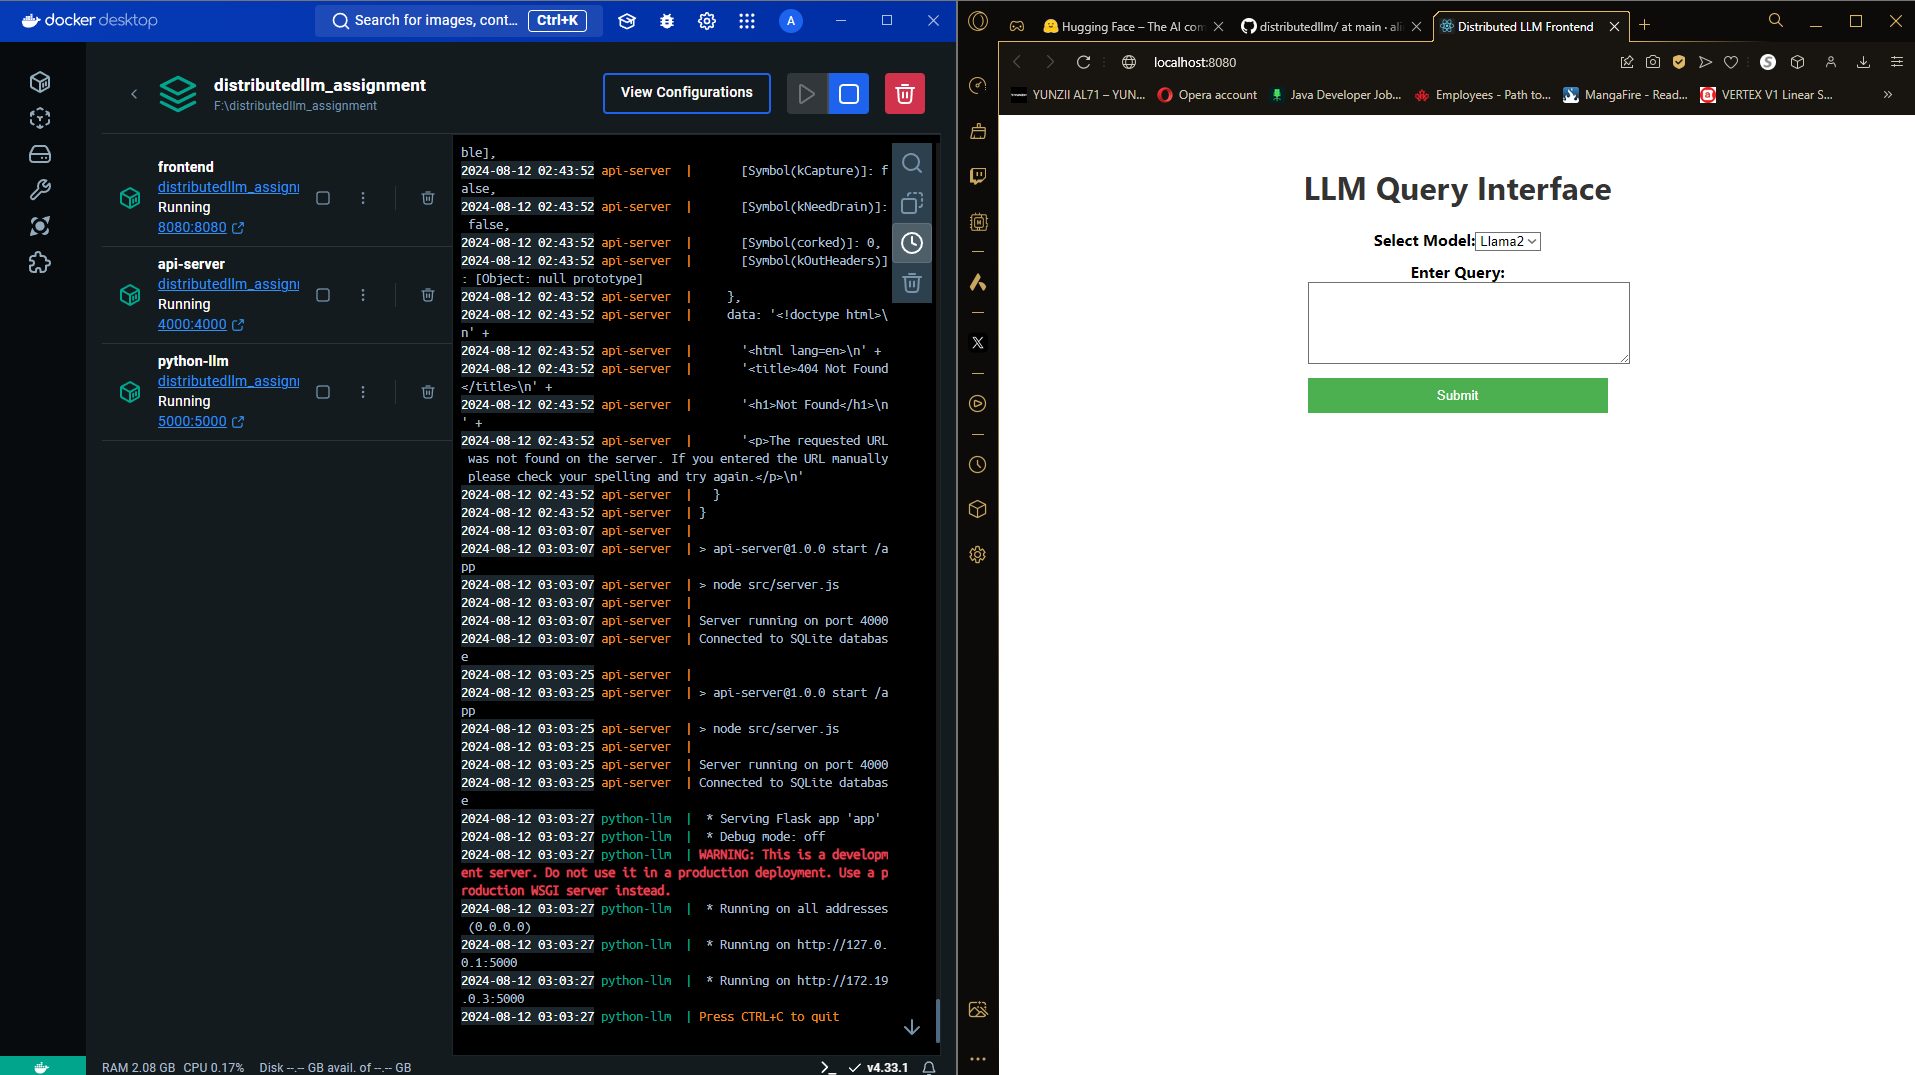 docker desktop
Search for images, cont...
Ctrl+K
A
distributedllm_assignment
F:\distributedllm_assignment
View Configurations
frontend
distributedllm_assignn
Running
8080:8080
api-server
distributedllm_assignn
Running
4000:4000
python-llm
distributedllm_assignn
Running
5000:5000
ble],
2024-08-12 02:43:52 api-server | [Symbol(kCapture)]: f
alse,
2024-08-12 02:43:52 api-server | [Symbol(kNeedDrain)]:
false,
2024-08-12 02:43:52 api-server | [Symbol(corked)]: 0,
2024-08-12 02:43:52 api-server | [Symbol(kOutHeaders)]
: [Object: null prototype]
2024-08-12 02:43:52 api-server | },
2024-08-12 02:43:52 api-server | data: '<!doctype html>\
n' +
2024-08-12 02:43:52 api-server | '<html lang=en>\n' +
2024-08-12 02:43:52 api-server | '<title>404 Not Found
</title>\n' +
2024-08-12 02:43:52 api-server | '<h1>Not Found</h1>\n
' +
2024-08-12 02:43:52 api-server | '<p>The requested URL
was not found on the server. If you entered the URL manually
please check your spelling and try again.</p>\n'
2024-08-12 02:43:52 api-server | }
2024-08-12 02:43:52 api-server | }
2024-08-12 03:03:07 api-server |
2024-08-12 03:03:07 api-server | > api-server@1.0.0 start /a
pp
2024-08-12 03:03:07 api-server | > node src/server.js
2024-08-12 03:03:07 api-server |
2024-08-12 03:03:07 api-server | Server running on port 4000
2024-08-12 03:03:07 api-server | Connected to SQLite databas
e
2024-08-12 03:03:25 api-server |
2024-08-12 03:03:25 api-server | > api-server@1.0.0 start /a
pp
2024-08-12 03:03:25 api-server | > node src/server.js
2024-08-12 03:03:25 api-server |
2024-08-12 03:03:25 api-server | Server running on port 4000
2024-08-12 03:03:25 api-server | Connected to SQLite databas
e
2024-08-12 03:03:27 python-llm | * Serving Flask app 'app'
2024-08-12 03:03:27 python-llm | * Debug mode: off
2024-08-12 03:03:27 python-llm | WARNING: This is a developm
ent server. Do not use it in a production deployment. Use a p
roduction WSGI server instead.
2024-08-12 03:03:27 python-llm | * Running on all addresses
(0.0.0.0)
2024-08-12 03:03:27 python-llm | * Running on http://127.0.
0.1:5000
2024-08-12 03:03:27 python-llm | * Running on http://172.19
.0.3:5000
2024-08-12 03:03:27 python-llm | Press CTRL+C to quit
RAM 2.08 GB CPU 0.17% Disk --.-- GB avail. of --.-- GB
v4.33.1
Hugging Face – The AI com
distributedllm/ at main · ali
Distributed LLM Frontend
localhost:8080
YUNZII AL71 – YUN...
Opera account
Java Developer Job...
Employees - Path to...
MangaFire - Read...
VERTEX V1 Linear S...
LLM Query Interface
Select Model: Llama2
Enter Query:
Submit